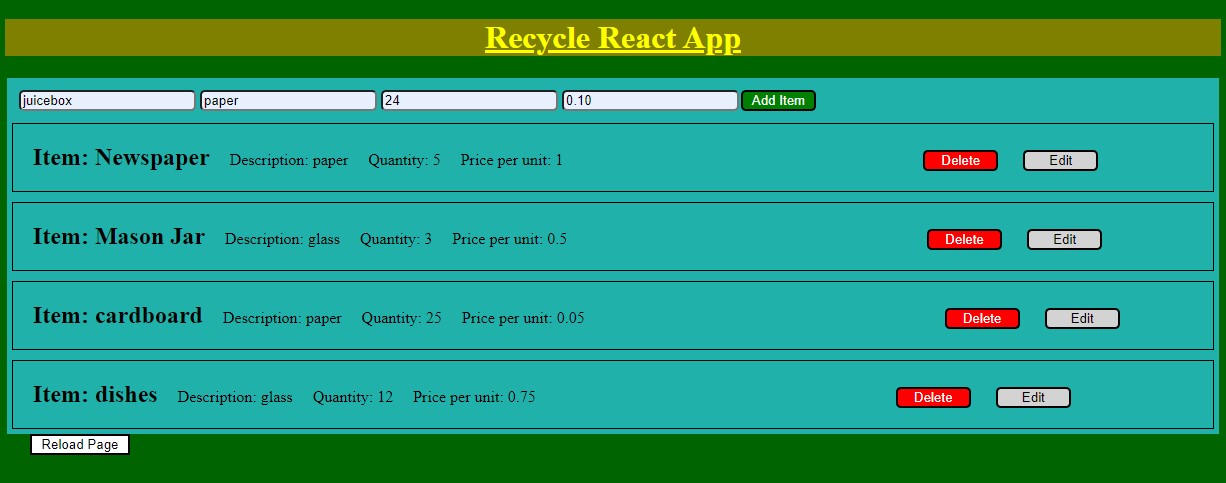 Recycle React App
juicebox paper 24 0.10 Add Item
Item: Newspaper Description: paper Quantity: 5 Price per unit: 1 Delete Edit
Item: Mason Jar Description: glass Quantity: 3 Price per unit: 0.5 Delete Edit
Item: cardboard Description: paper Quantity: 25 Price per unit: 0.05 Delete Edit
Item: dishes Description: glass Quantity: 12 Price per unit: 0.75 Delete Edit
Reload Page